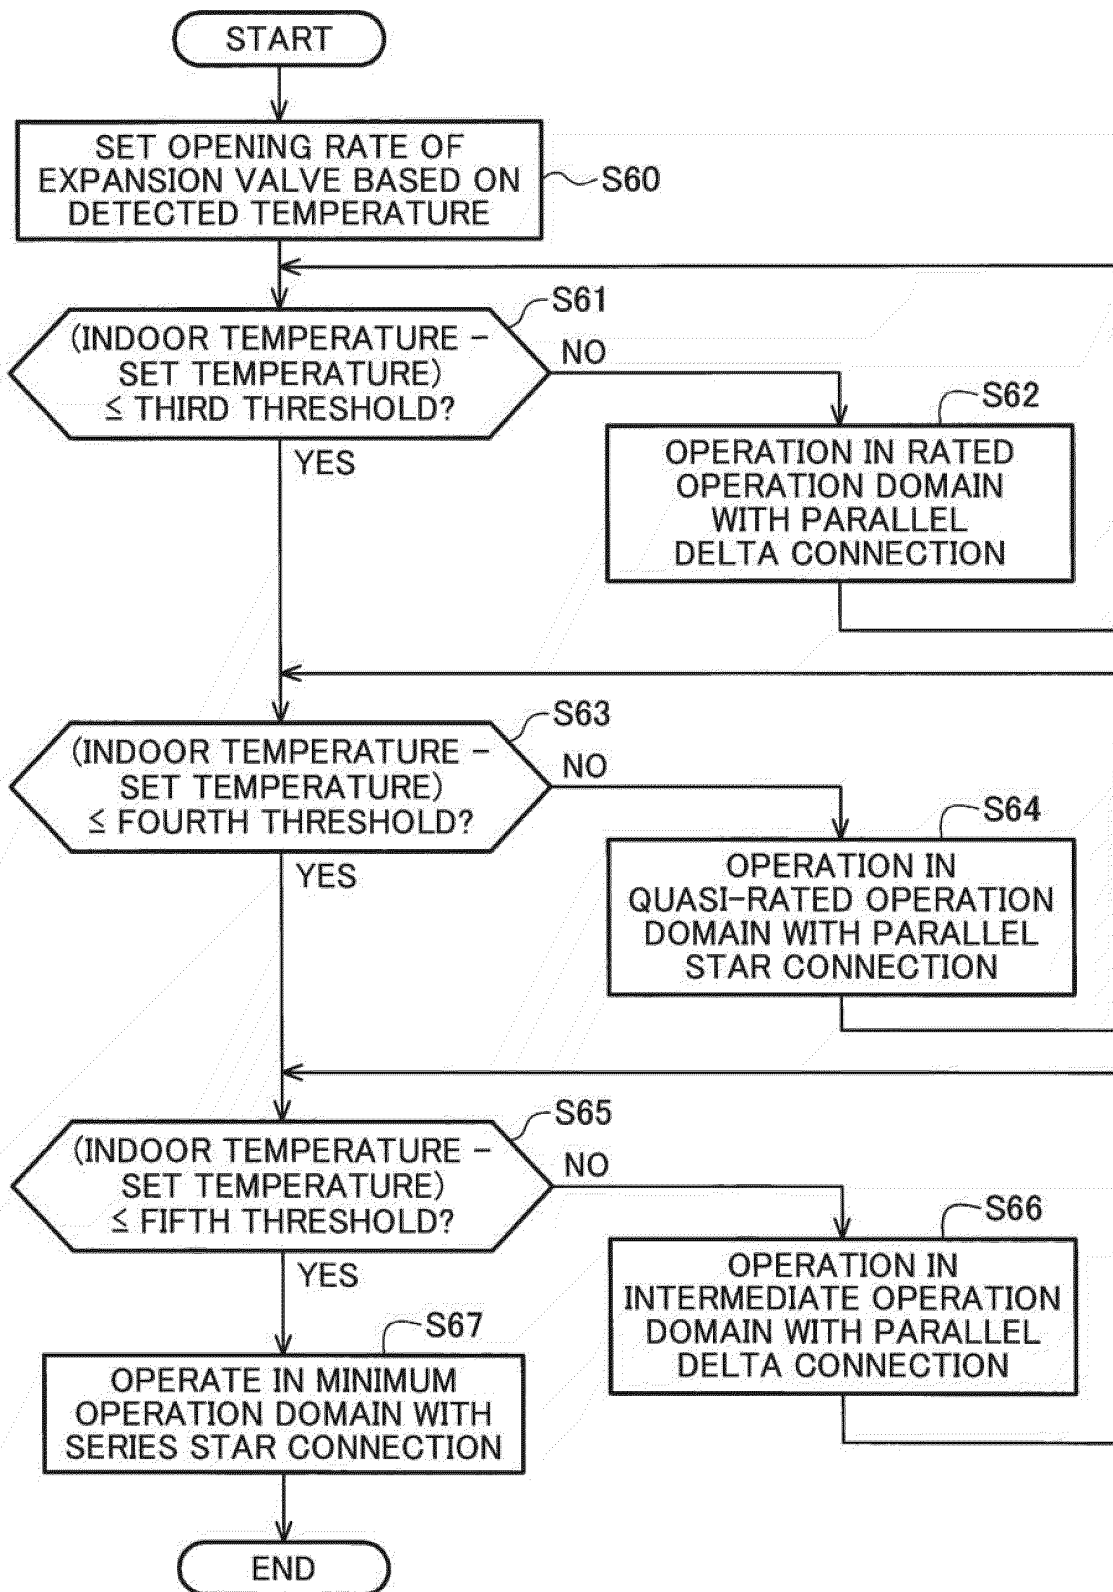 START
SET OPENING RATE OF
EXPANSION VALVE BASED ON
DETECTED TEMPERATURE
S60
S61
(INDOOR TEMPERATURE -
SET TEMPERATURE)
≤ THIRD THRESHOLD?
NO
YES
S62
OPERATION IN RATED
OPERATION DOMAIN
WITH PARALLEL
DELTA CONNECTION
S63
(INDOOR TEMPERATURE -
SET TEMPERATURE)
≤ FOURTH THRESHOLD?
NO
YES
S64
OPERATION IN
QUASI-RATED OPERATION
DOMAIN WITH PARALLEL
STAR CONNECTION
S65
(INDOOR TEMPERATURE -
SET TEMPERATURE)
≤ FIFTH THRESHOLD?
NO
YES
S66
OPERATION IN
INTERMEDIATE OPERATION
DOMAIN WITH PARALLEL
DELTA CONNECTION
S67
OPERATE IN MINIMUM
OPERATION DOMAIN WITH
SERIES STAR CONNECTION
END